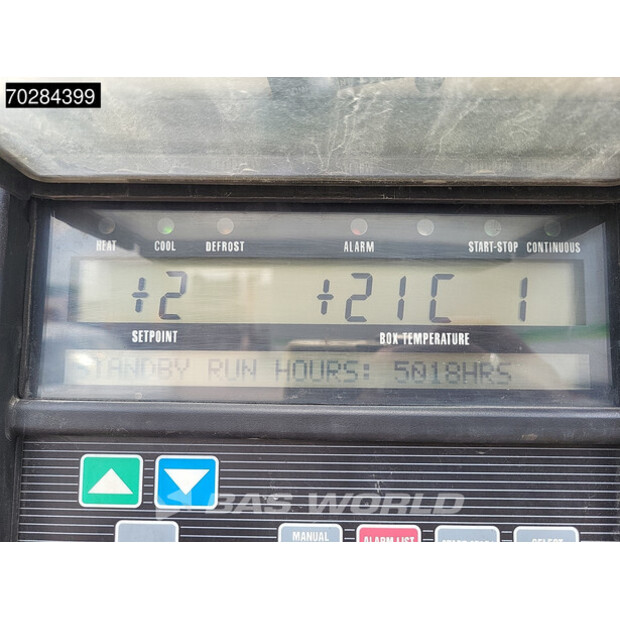 70284399
HEAT COOL DEFROST ALARM START-STOP CONTINUOUS
+2 +21C 1
SETPOINT BOX TEMPERATURE
STANDBY RUN HOURS: 5018HRS
BAS WORLD
MANUAL ALARM LIST SELECT